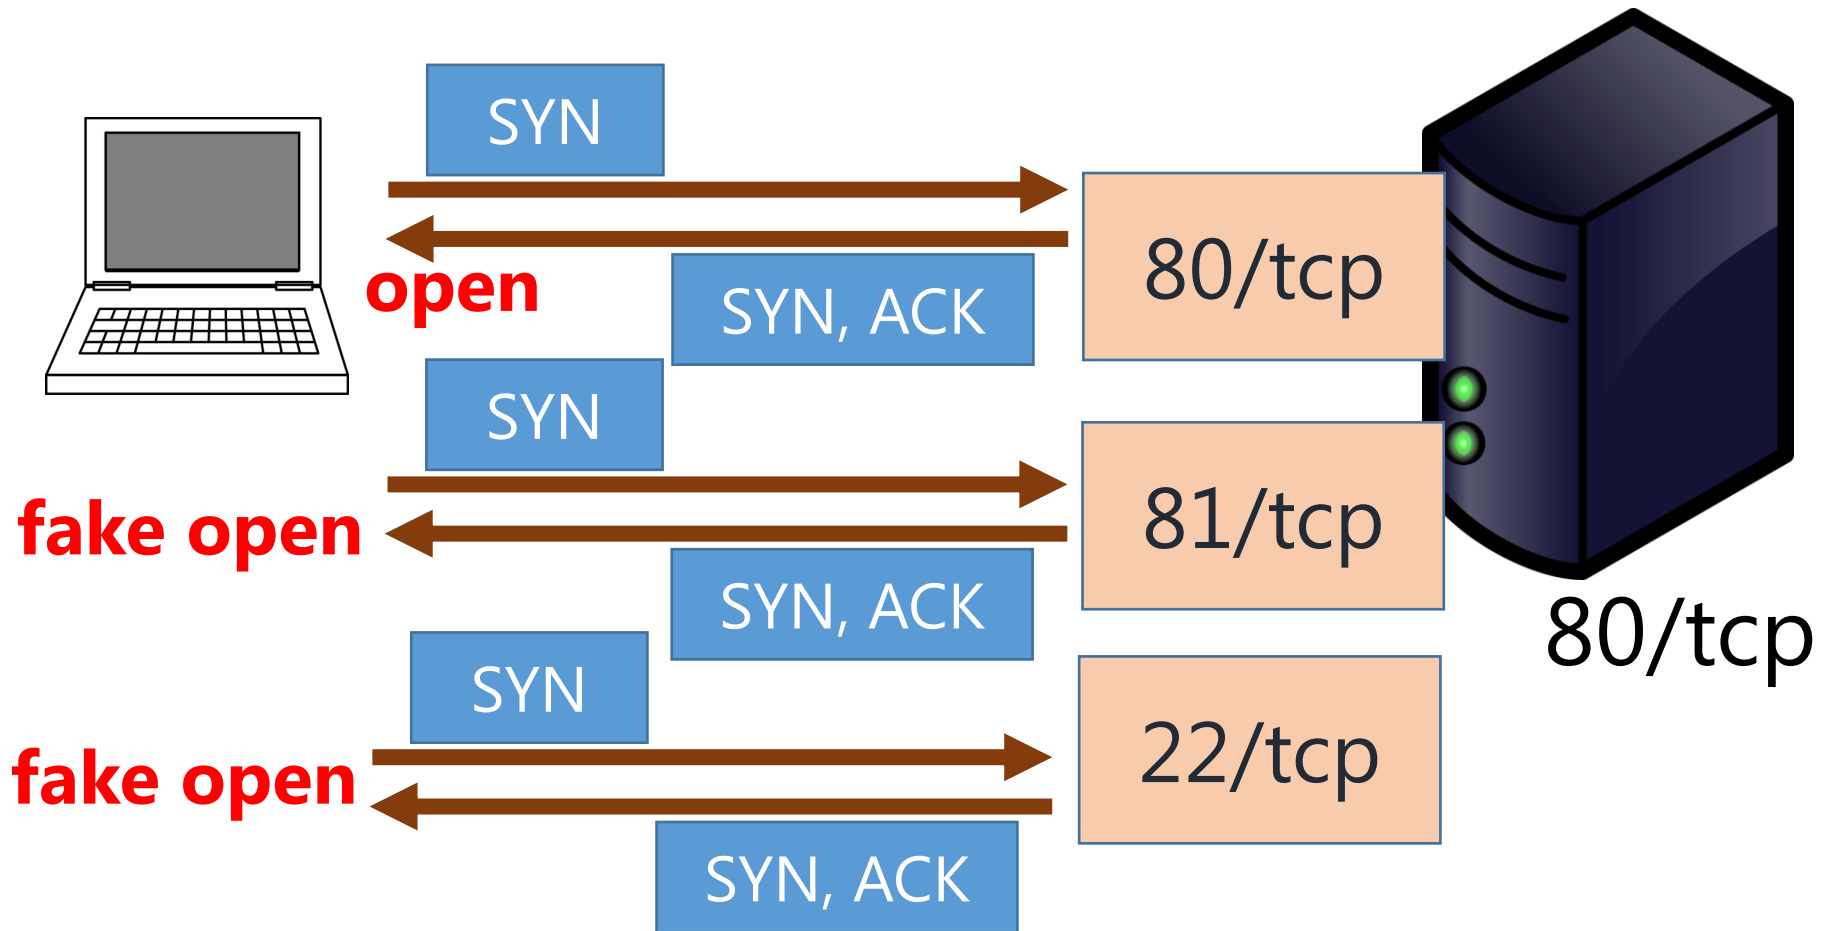 SYN
80/tcp
open
SYN, ACK
SYN
81/tcp
fake open
SYN, ACK
80/tcp
SYN
22/tcp
fake open
SYN, ACK